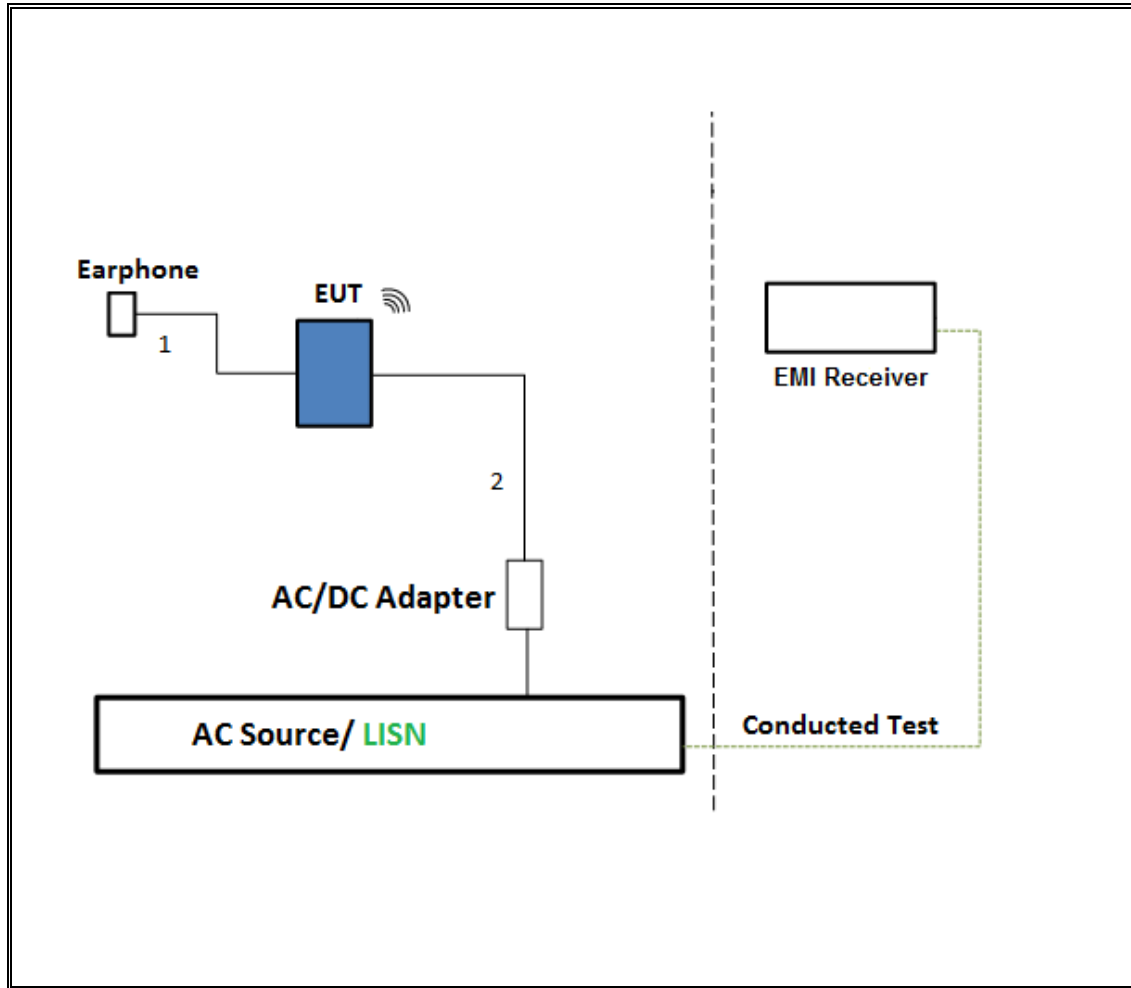 Earphone
1
EUT
EMI Receiver
2
AC/DC Adapter
AC Source/ LISN
Conducted Test